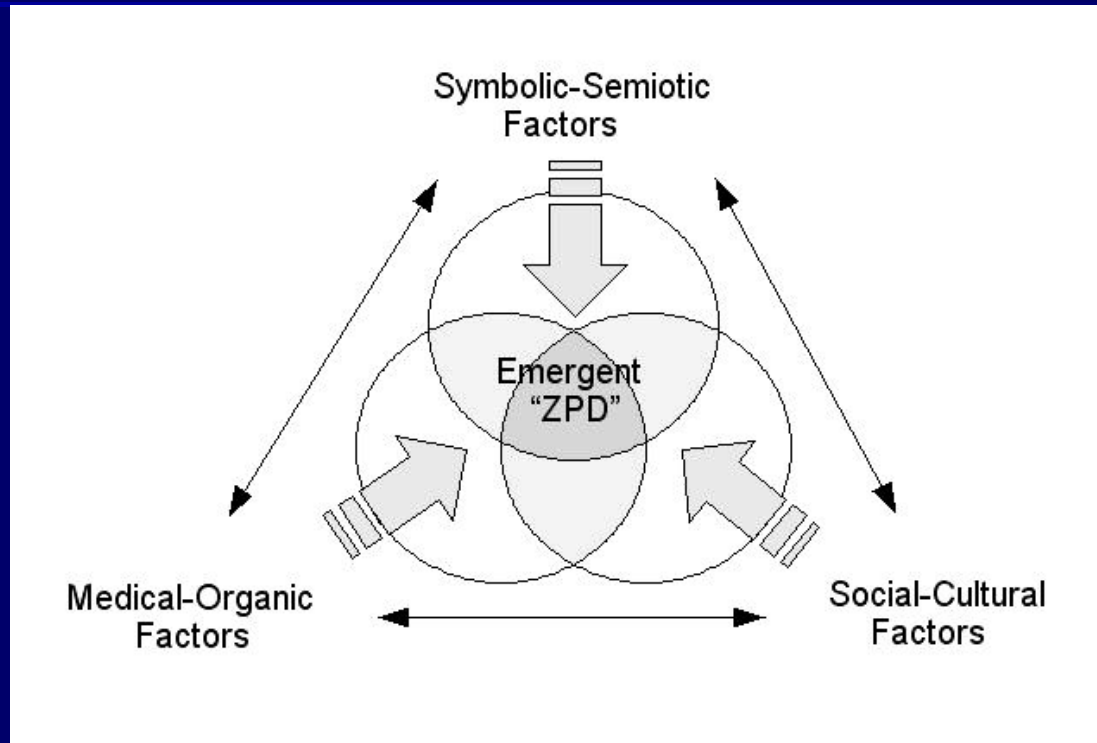 Symbolic-Semiotic
Factors
Emergent
“ZPD”
Medical-Organic
Factors
Social-Cultural
Factors